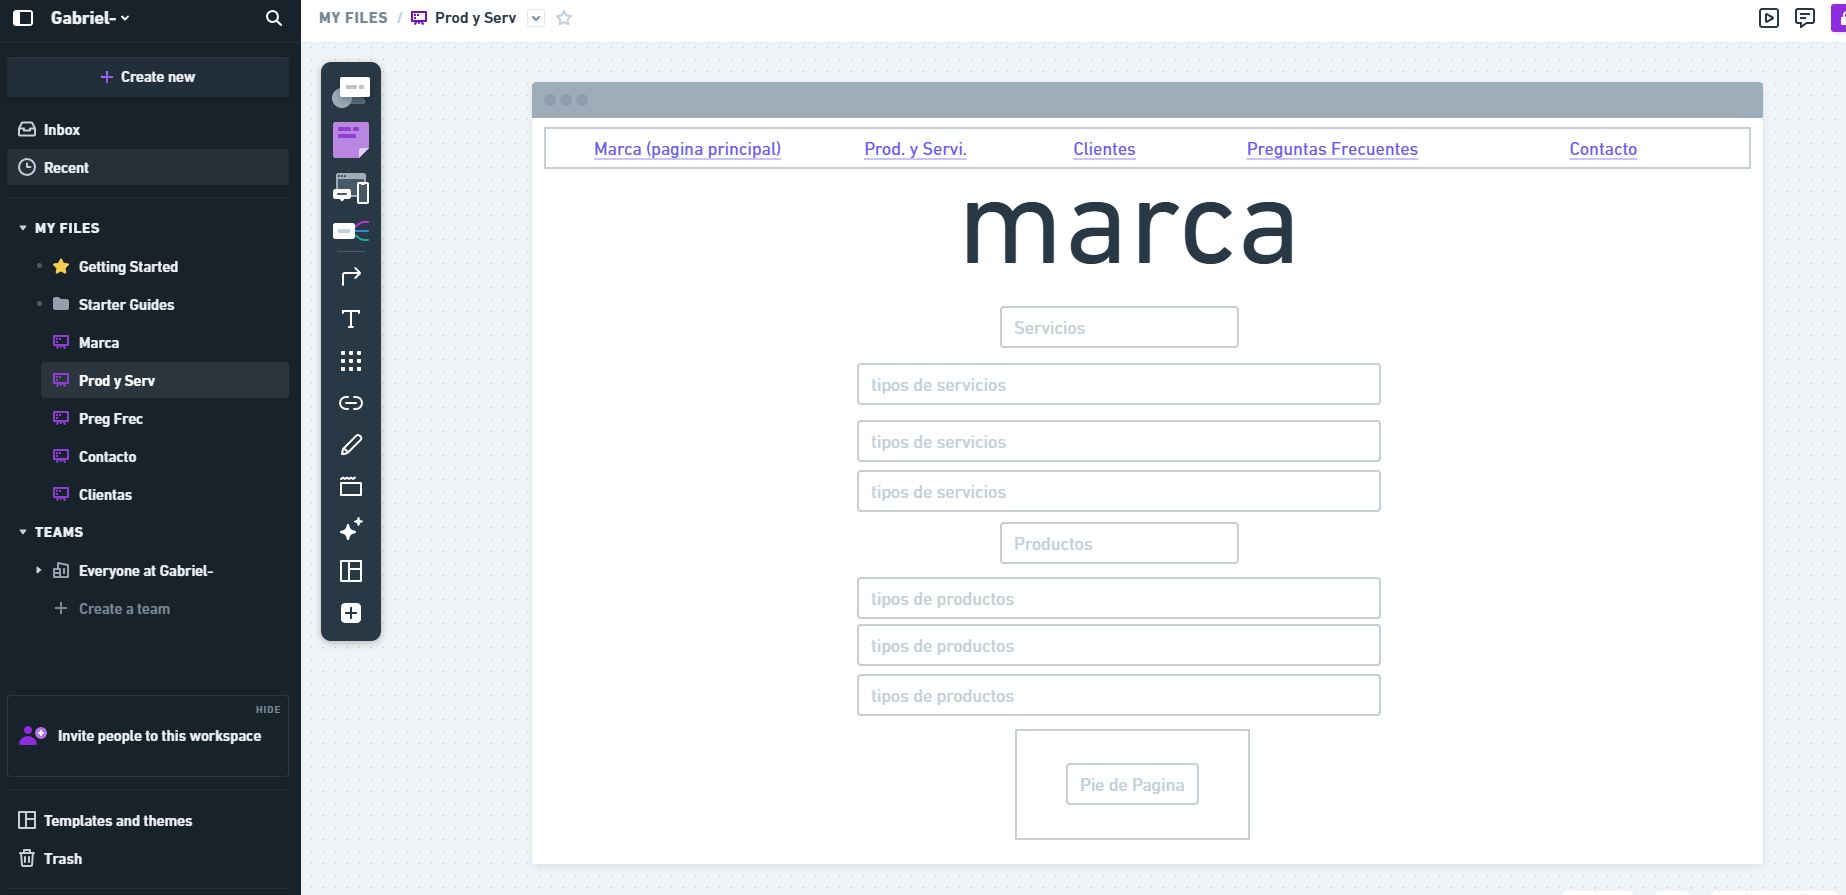 Gabriel-
Create new
Inbox
Recent
MY FILES
Getting Started
Starter Guides
Marca
Prod y Serv
Preg Frec
Contacto
Clientas
TEAMS
Everyone at Gabriel-
Create a team
HIDE
Invite people to this workspace
Templates and themes
Trash
MY FILES / Prod y Serv
Marca (pagina principal) Prod. y Servi. Clientes Preguntas Frecuentes Contacto
marca
Servicios
tipos de servicios
tipos de servicios
tipos de servicios
Productos
tipos de productos
tipos de productos
tipos de productos
Pie de Pagina